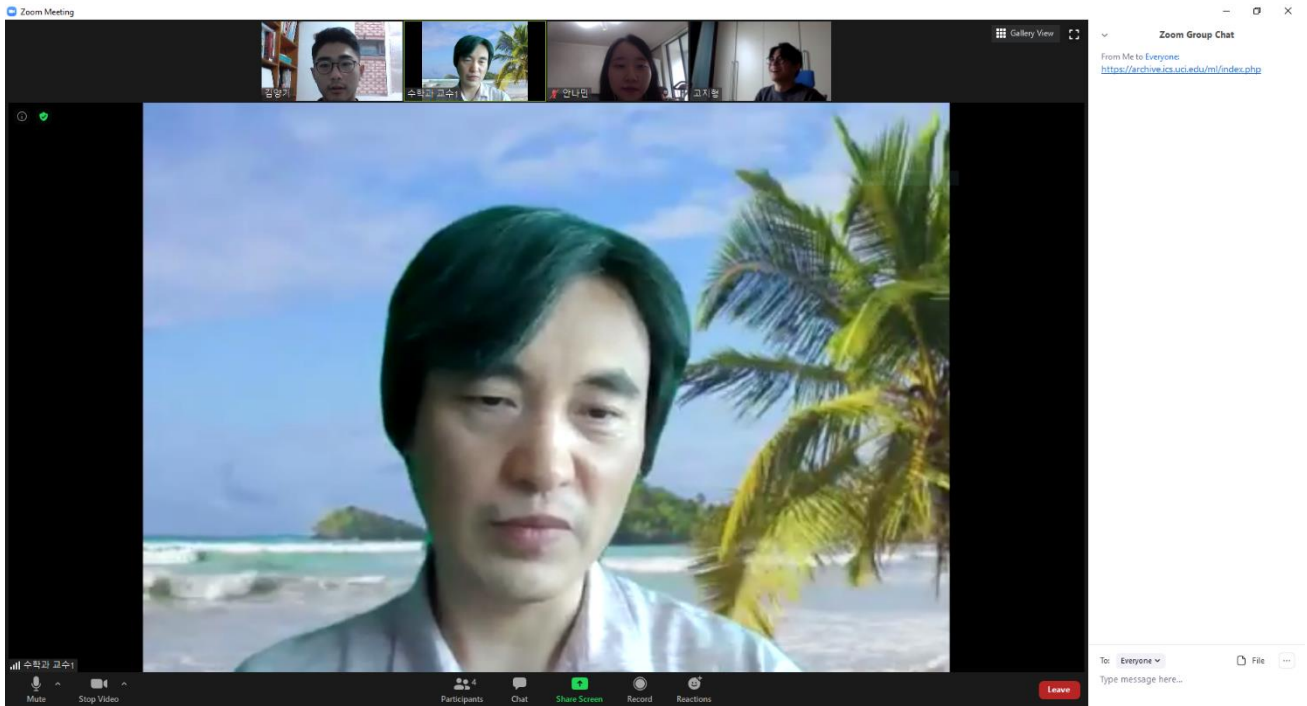 Zoom Meeting
김양기
수학과 교수1
안나민
고지형
Gallery View
Zoom Group Chat
From Me to Everyone:
https://archive.ics.uci.edu/ml/index.php
수학과 교수1
To: Everyone
File
Type message here...
Mute
Stop Video
4
Participants
Chat
Share Screen
Record
Reactions
Leave